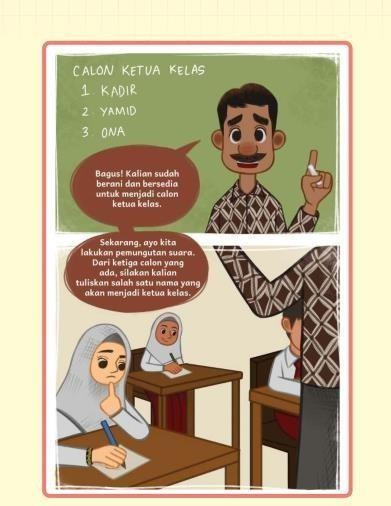 CALON KETUA KELAS
1. KADIR
2. YAMID
3. ONA
Bagus! Kalian sudah
berani dan bersedia
untuk menjadi calon
ketua kelas.
Sekarang, ayo kita
lakukan pemungutan suara.
Dari ketiga calon yang
ada, silakan kalian
tuliskan salah satu nama yang
akan menjadi ketua kelas.